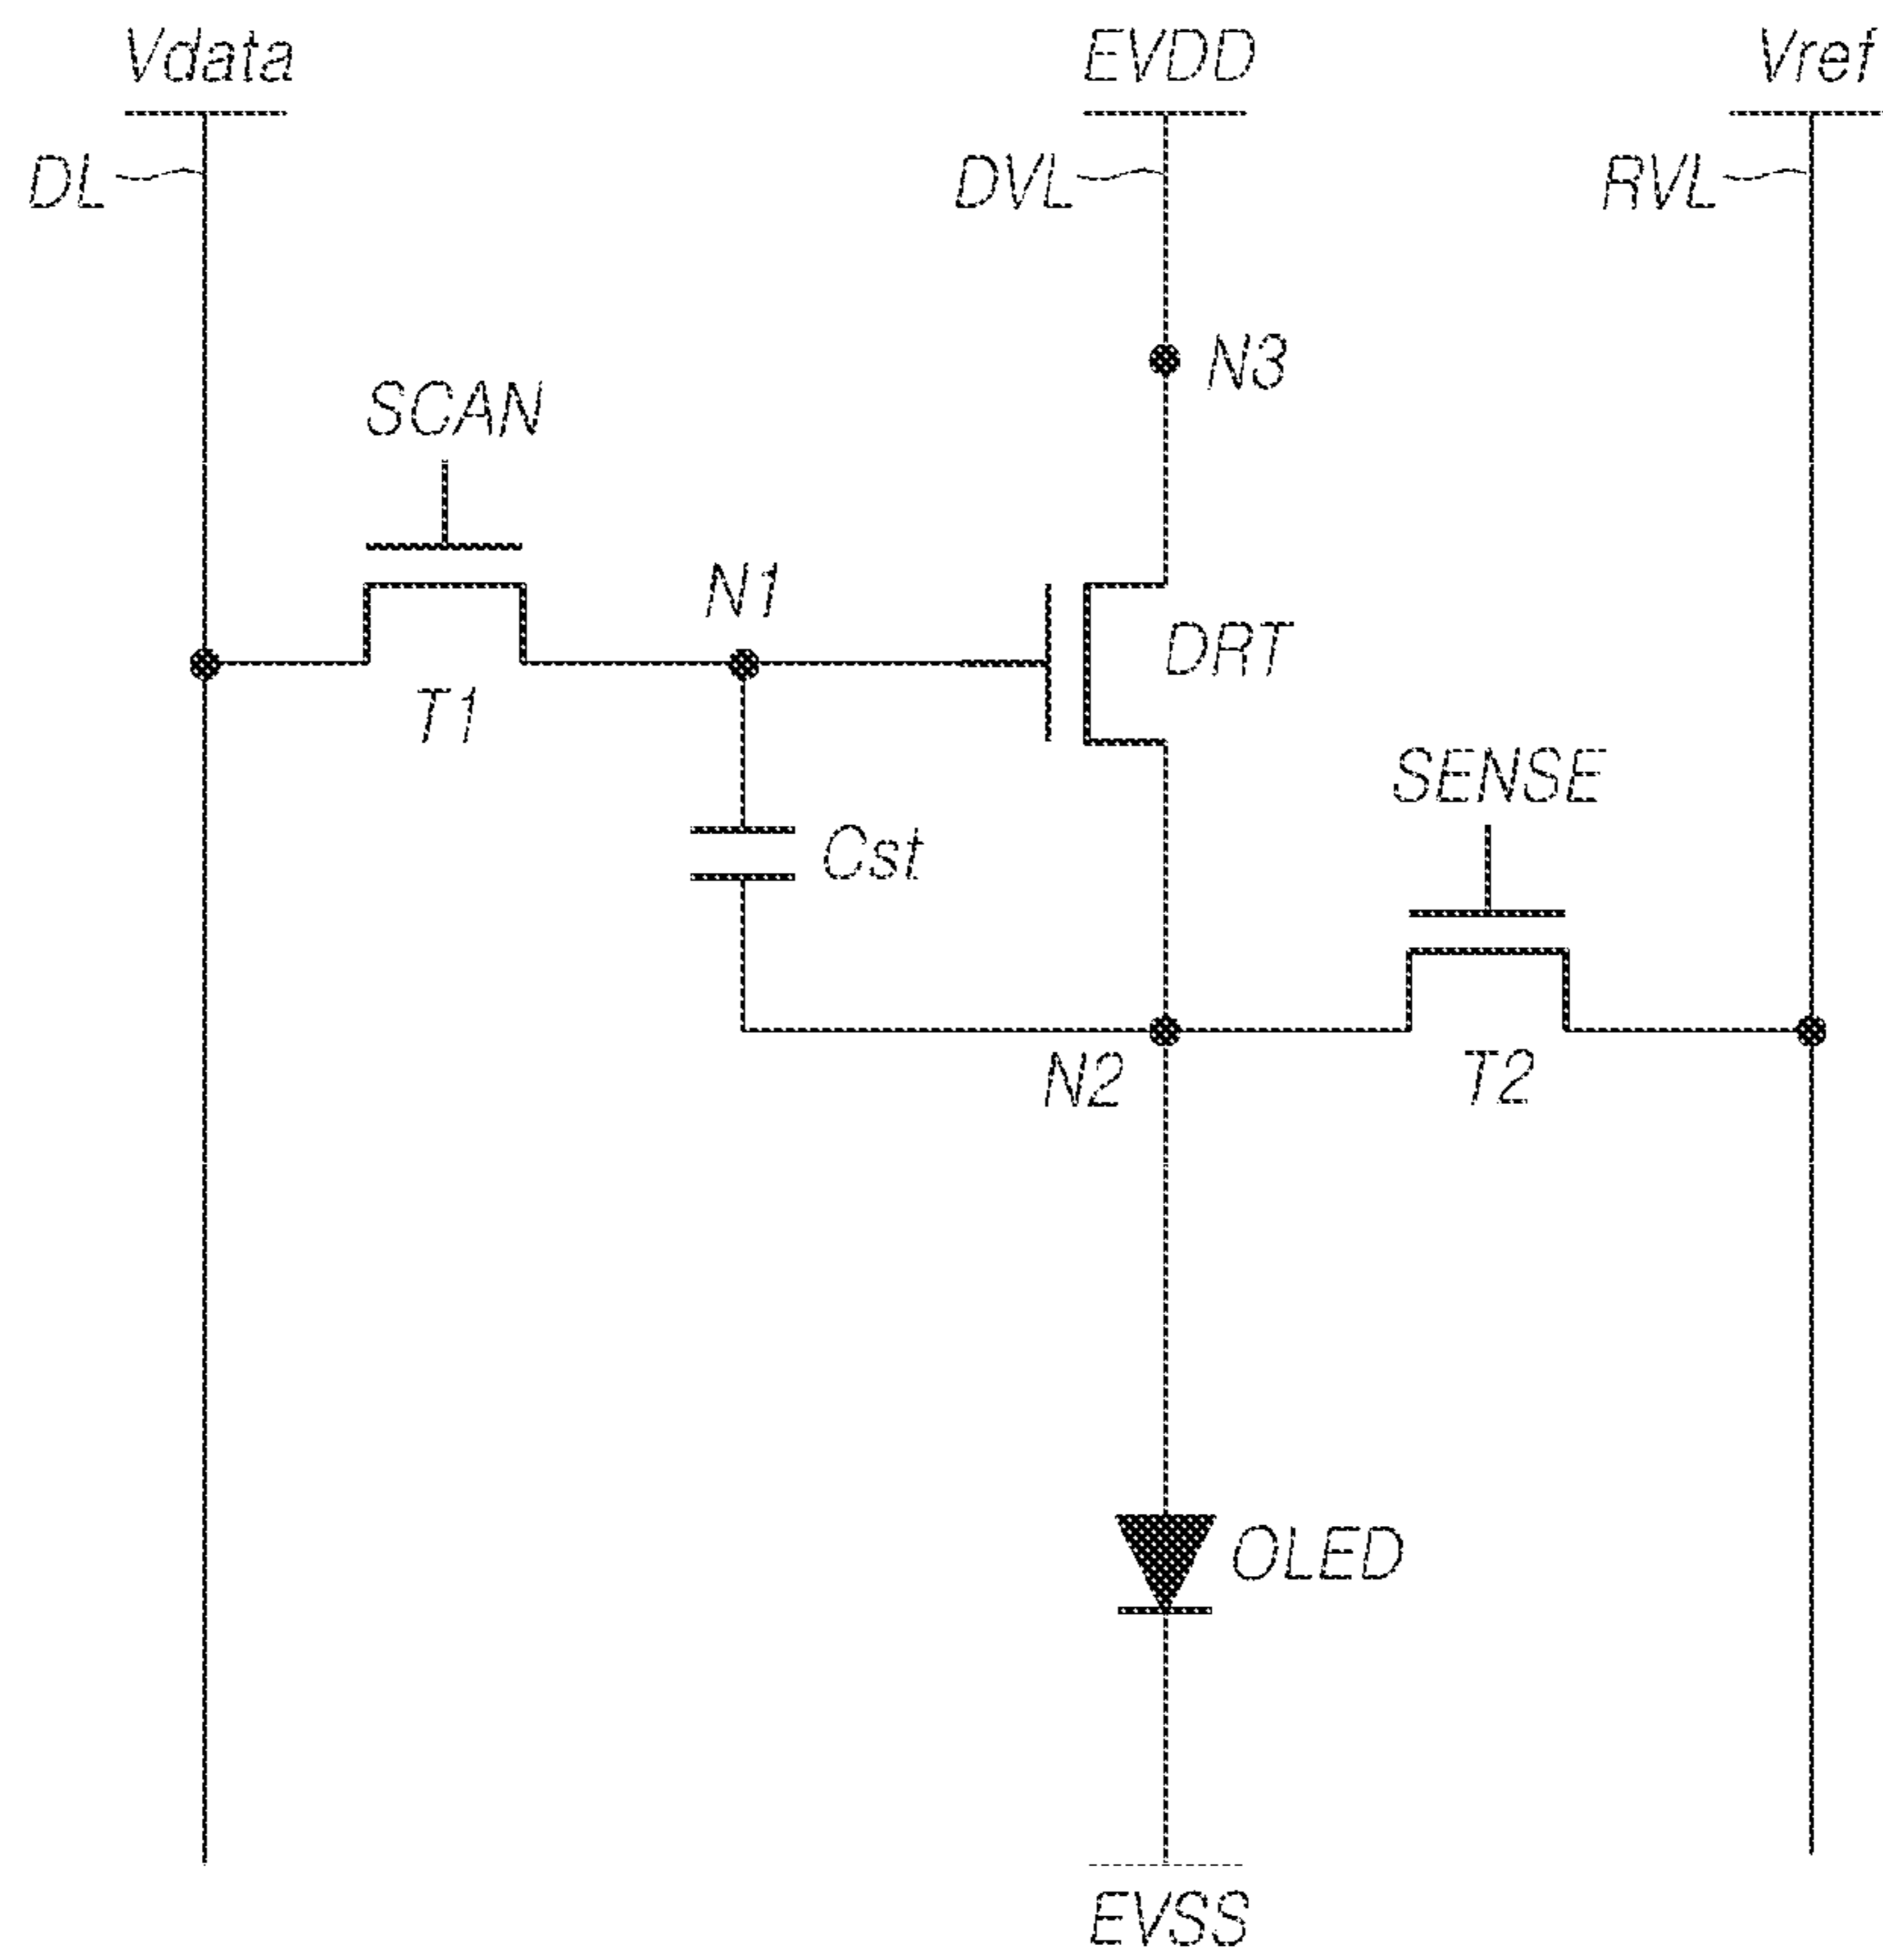 Vdata
EVDD
Vref
DL
DVL
RVL
N3
SCAN
N1
DRT
T1
SENSE
Cst
N2
T2
OLED
EVSS